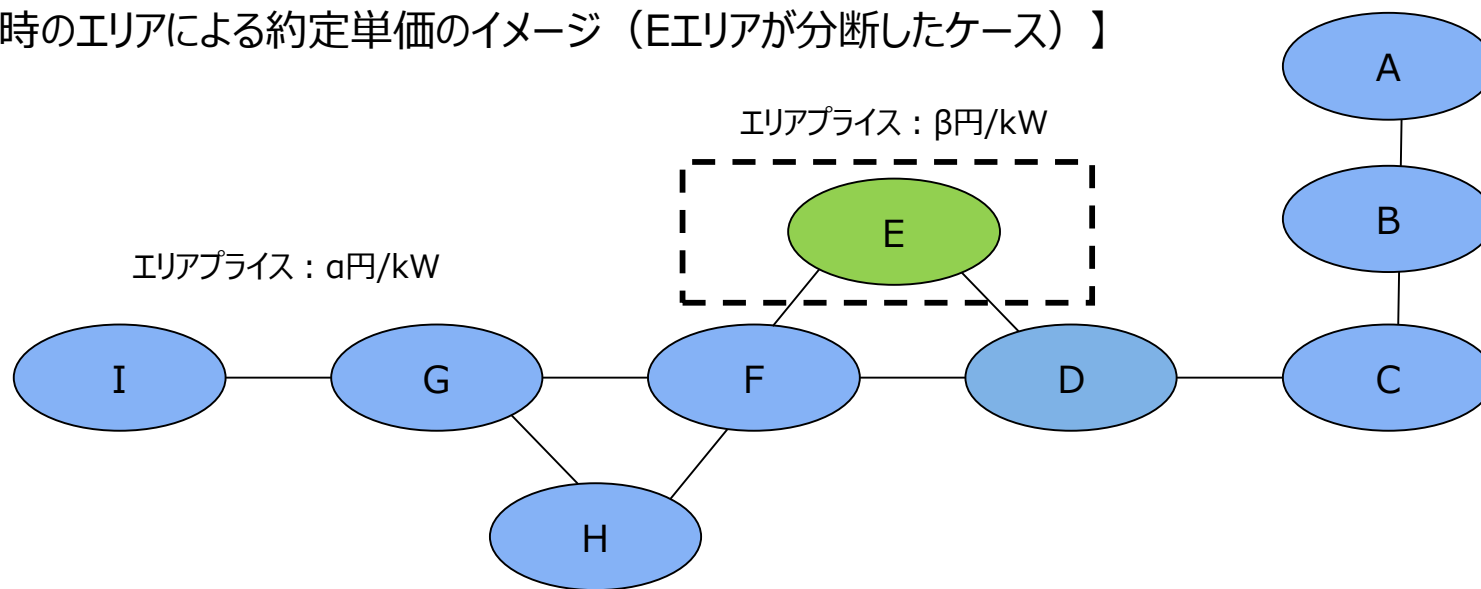 時のエリアによる約定単価のイメージ（Eエリアが分断したケース）】
A
エリアプライス：β円/kW
B
E
エリアプライス：α円/kW
I
G
F
D
C
H